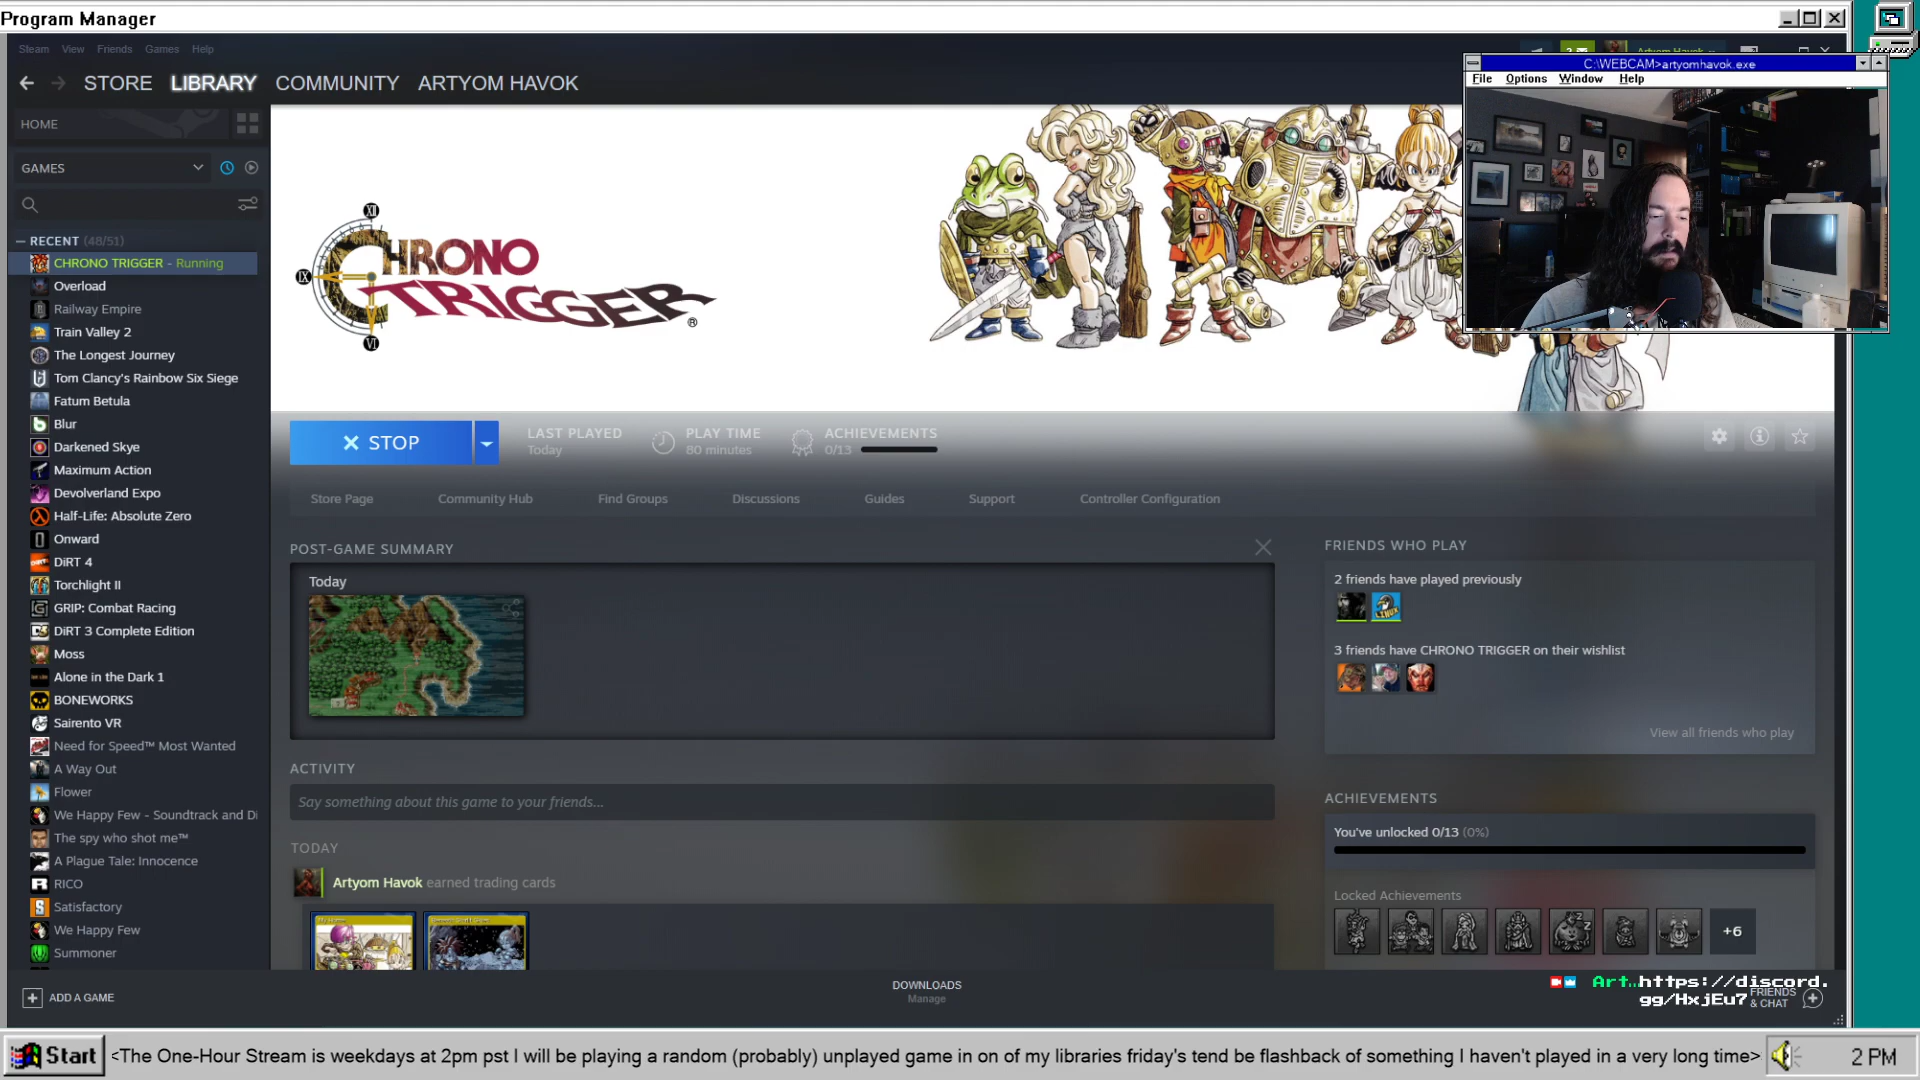 Program Manager
Steam View Friends Games Help
STORE LIBRARY COMMUNITY ARTYOM HAVOK
C:\WEBCAM>artyomhavok.exe
File Options Window Help
HOME
GAMES
RECENT (48/51)
CHRONO TRIGGER - Running
Overload
Railway Empire
Train Valley 2
The Longest Journey
Tom Clancy's Rainbow Six Siege
Fatum Betula
Blur
Darkened Skye
Maximum Action
Devolverland Expo
Half-Life: Absolute Zero
Onward
DiRT 4
Torchlight II
GRIP: Combat Racing
DiRT 3 Complete Edition
Moss
Alone in the Dark 1
BONEWORKS
Sairento VR
Need for Speed™ Most Wanted
A Way Out
Flower
We Happy Few - Soundtrack and Di
The spy who shot me™
A Plague Tale: Innocence
RICO
Satisfactory
We Happy Few
Summoner
ADD A GAME
XII
IX
VI
CHRONO
TRIGGER®
STOP
LAST PLAYED
Today
PLAY TIME
80 minutes
ACHIEVEMENTS
0/13
Store Page Community Hub Find Groups Discussions Guides Support Controller Configuration
POST-GAME SUMMARY
Today
ACTIVITY
Say something about this game to your friends...
TODAY
Artyom Havok earned trading cards
FRIENDS WHO PLAY
2 friends have played previously
LINUX
3 friends have CHRONO TRIGGER on their wishlist
View all friends who play
ACHIEVEMENTS
You've unlocked 0/13 (0%)
Locked Achievements
+6
DOWNLOADS
Manage
Art..https://discord.
gg/HxjEu7
FRIENDS
& CHAT
Start
<The One-Hour Stream is weekdays at 2pm pst I will be playing a random (probably) unplayed game in on of my libraries friday's tend be flashback of something I haven't played in a very long time>
2 PM